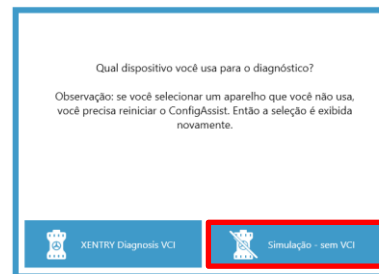 Qual dispositivo você usa para o diagnóstico?
Observação: se você selecionar um aparelho que você não usa,
você precisa reiniciar o ConfigAssist. Então a seleção é exibida
novamente.
XENTRY Diagnosis VCI
Simulação - sem VCI